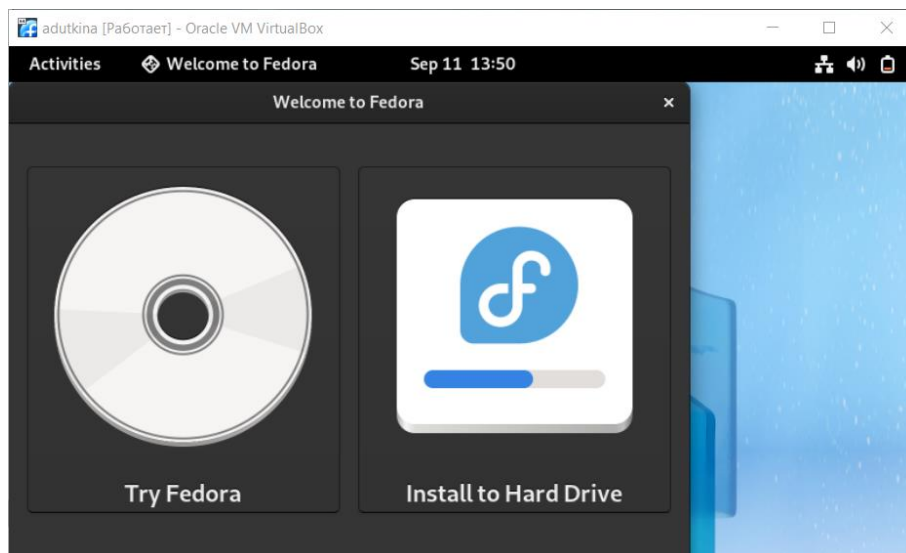 adutkina [Работает] - Oracle VM VirtualBox
Activities Welcome to Fedora Sep 11 13:50
Welcome to Fedora
Try Fedora Install to Hard Drive